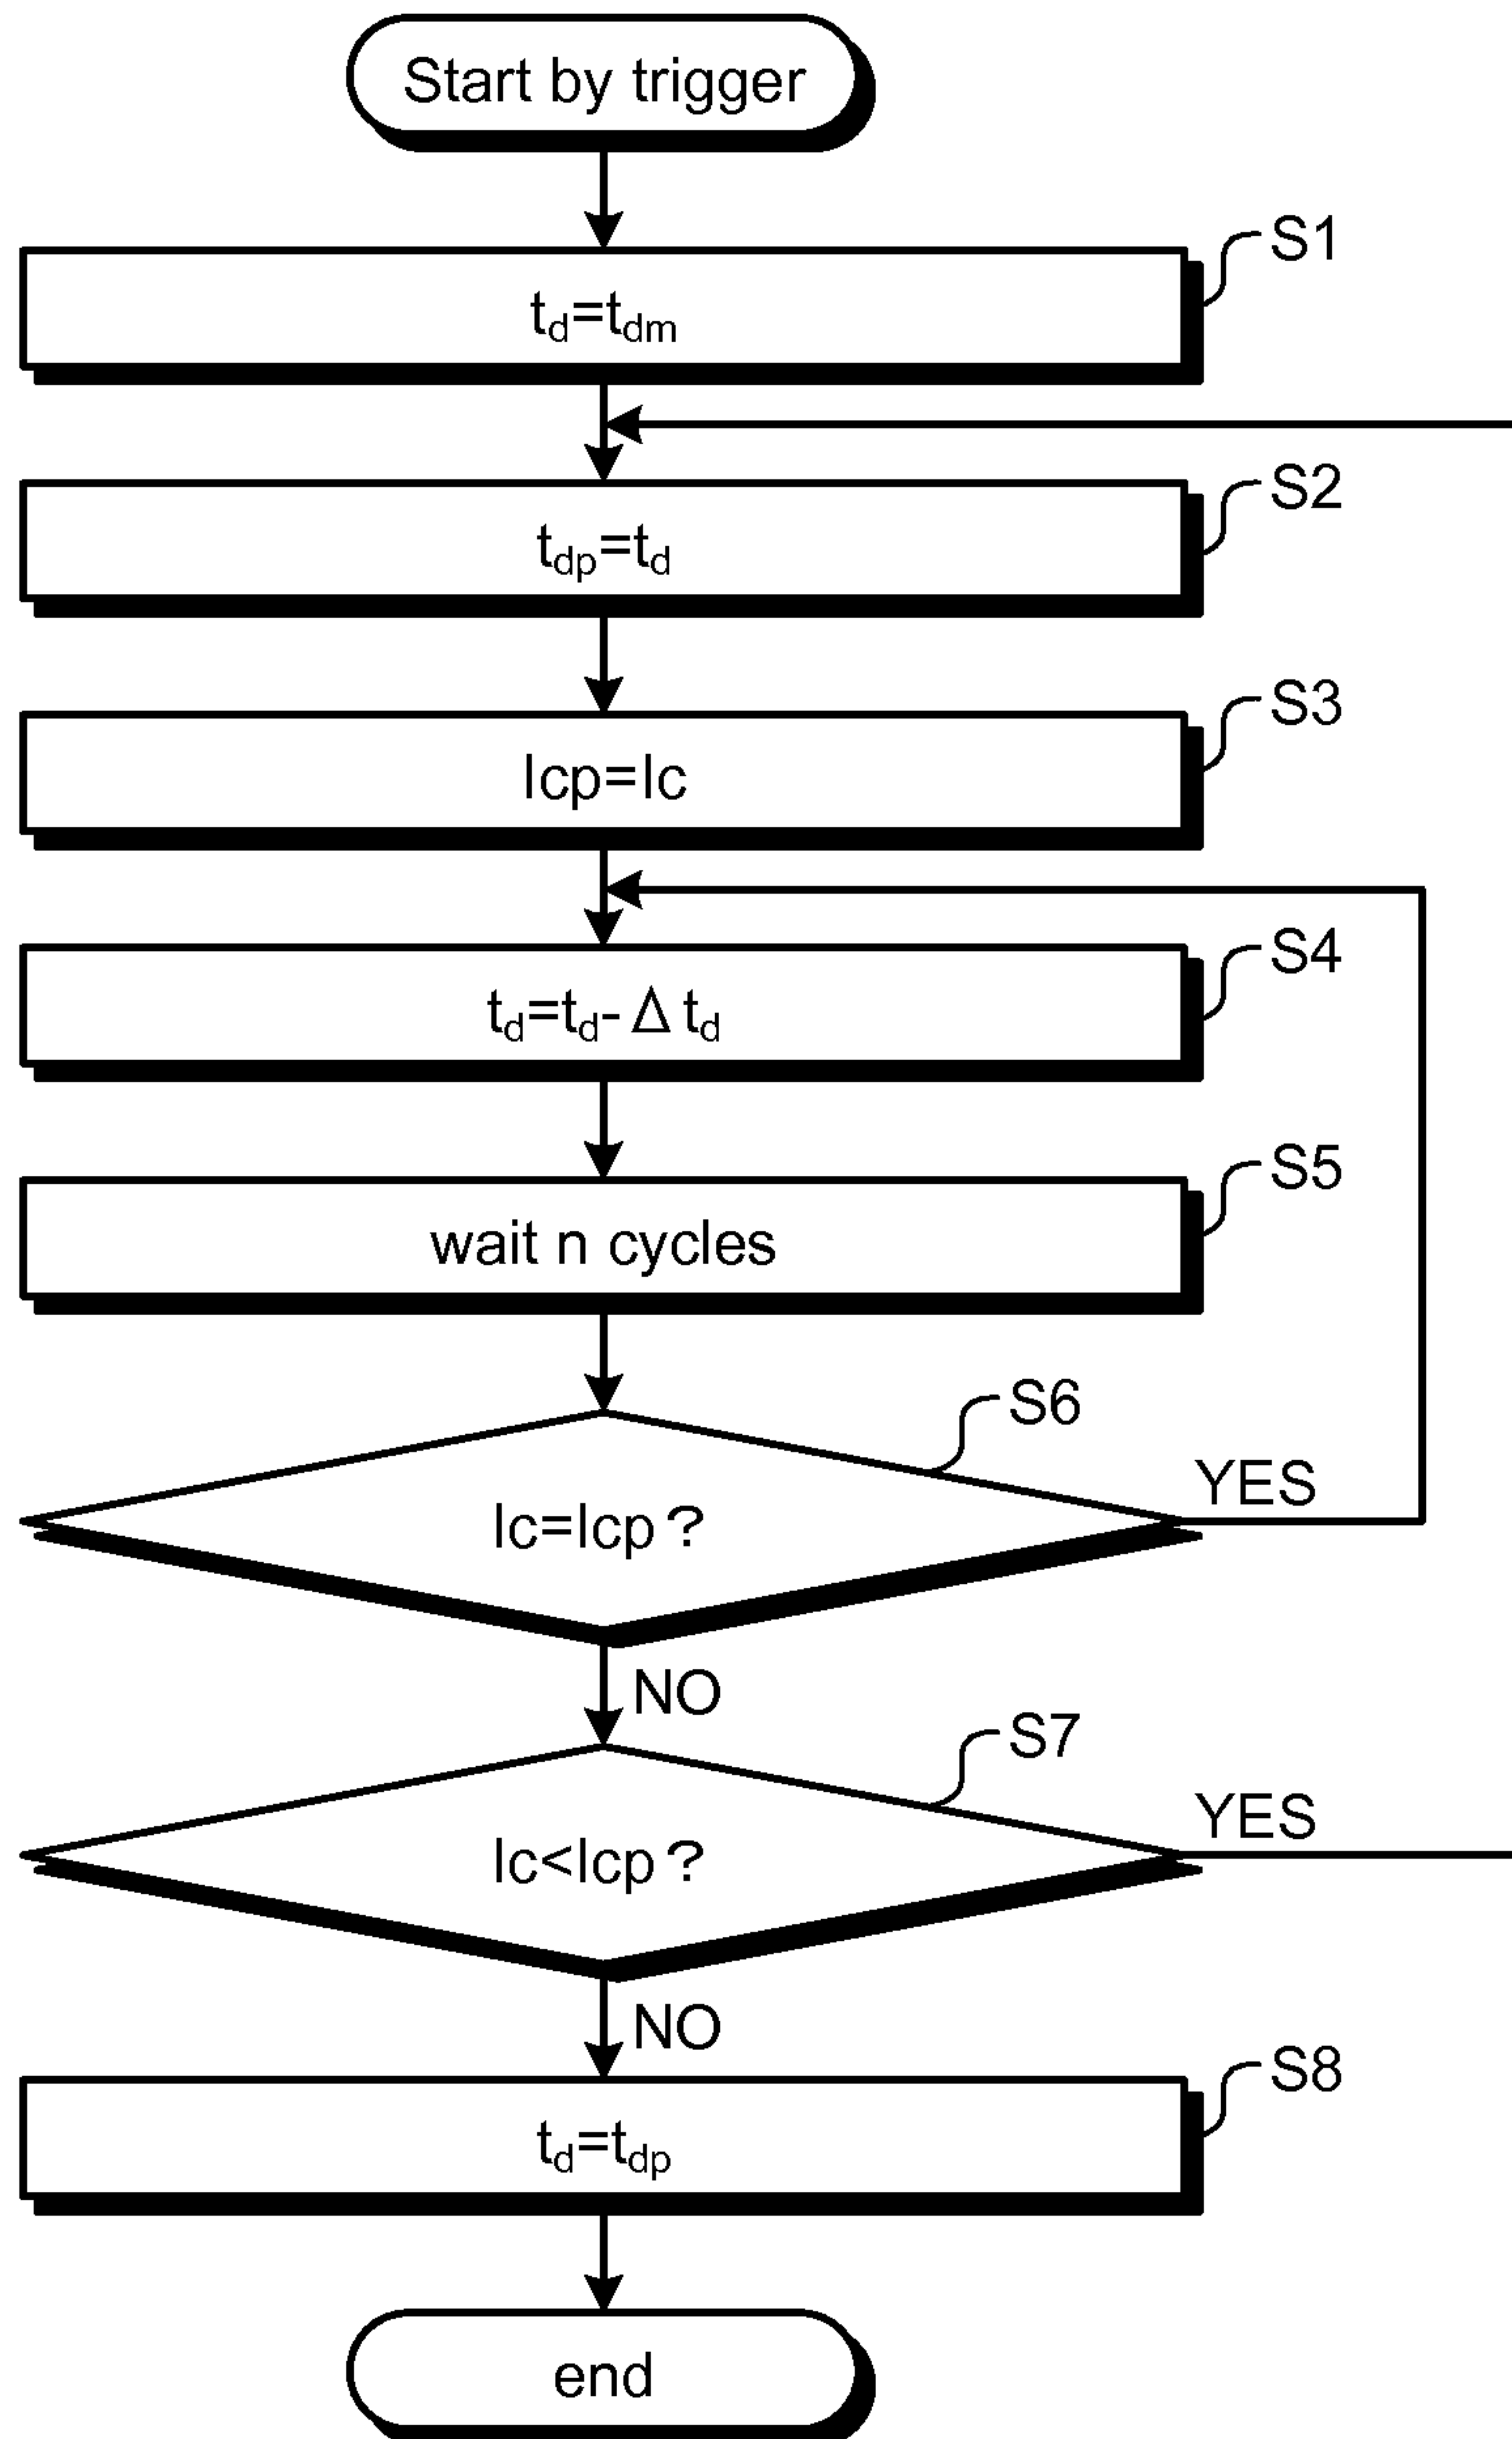 Start by trigger
S1
td=tdm
S2
tdp=td
S3
Icp=Ic
S4
td=td-Δ td
S5
wait n cycles
S6
Ic=Icp?
YES
NO
S7
Ic<Icp?
YES
NO
S8
td=tdp
end